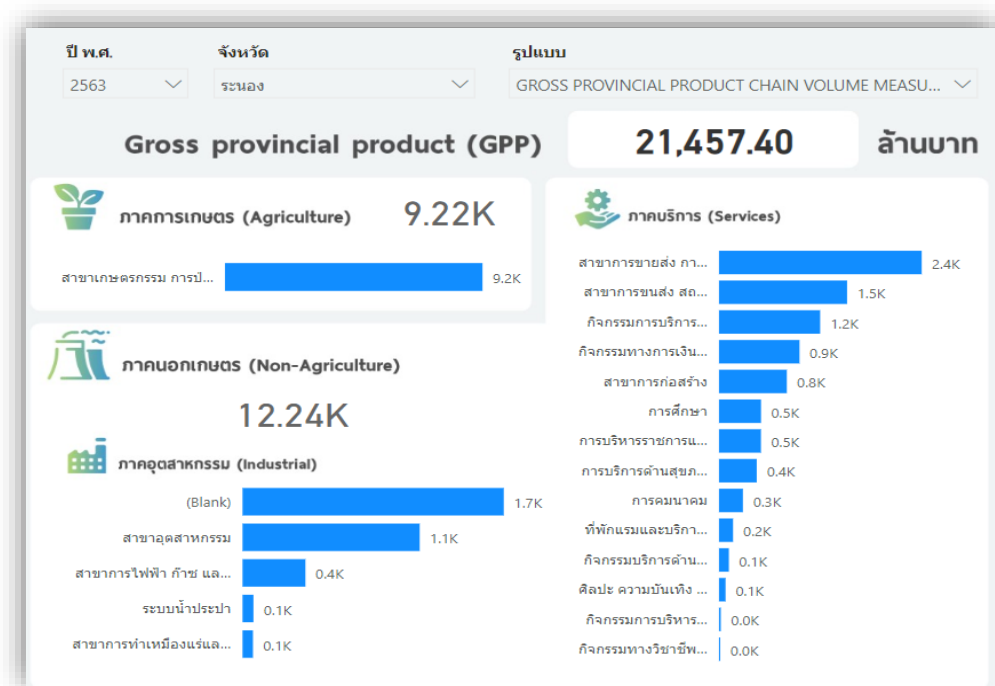 ปี พ.ศ. จังหวัด รูปแบบ
2563 ระนอง GROSS PROVINCIAL PRODUCT CHAIN VOLUME MEASU...
Gross provincial product (GPP) 21,457.40 ล้านบาท
ภาคการเกษตร (Agriculture) 9.22K
สาขาเกษตรกรรม การป่... 9.2K
ภาคนอกเกษตร (Non-Agriculture)
12.24K
ภาคอุตสาหกรรม (Industrial)
(Blank) 1.7K
สาขาอุตสาหกรรม 1.1K
สาขาการไฟฟ้า ก๊าซ แล... 0.4K
ระบบน้ำประปา 0.1K
สาขาการทำเหมืองแร่แล... 0.1K
ภาคบริการ (Services)
สาขาการขายส่ง กา... 2.4K
สาขาการขนส่ง สถ... 1.5K
กิจกรรมการบริการ... 1.2K
กิจกรรมทางการเงิน... 0.9K
สาขาการก่อสร้าง 0.8K
การศึกษา 0.5K
การบริหารราชการแ... 0.5K
การบริการด้านสุขภ... 0.4K
การคมนาคม 0.3K
ที่พักแรมและบริกา... 0.2K
กิจกรรมบริการด้าน... 0.1K
ศิลปะ ความบันเทิง ... 0.1K
กิจกรรมการบริหาร... 0.0K
กิจกรรมทางวิชาชีพ... 0.0K